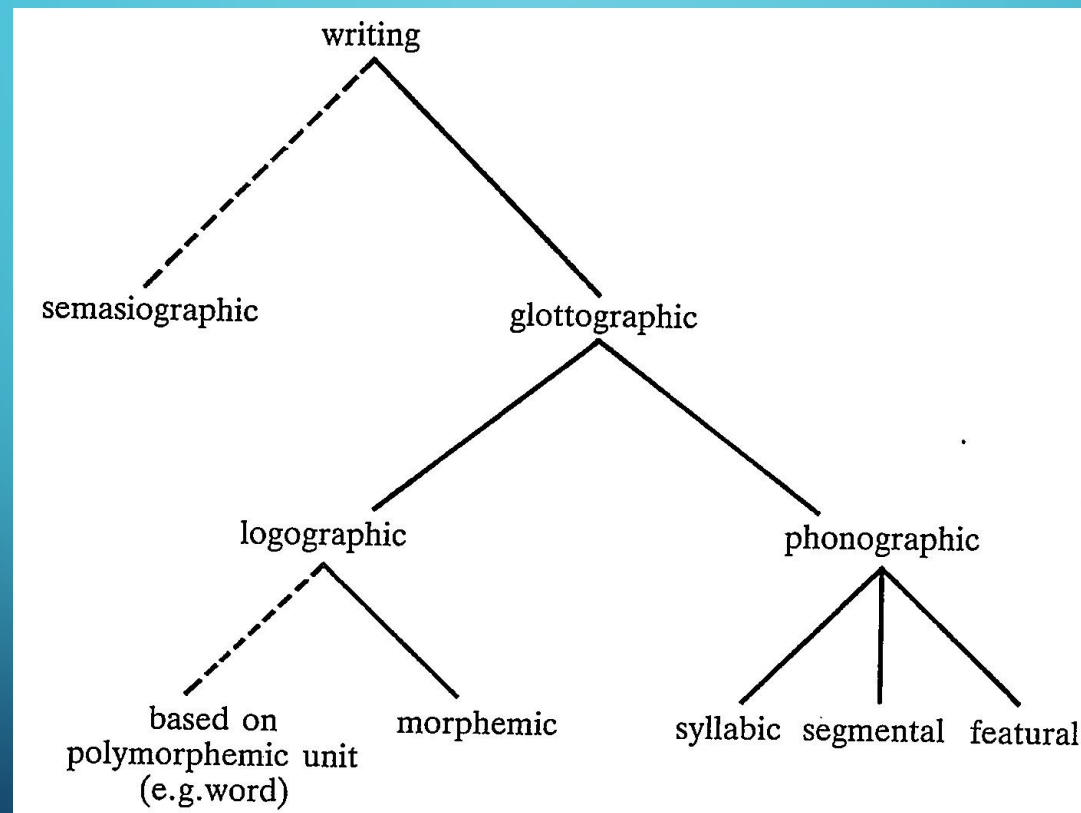 writing
semasiographic
glottographic
logographic
phonographic
based on
polymorphemic unit
(e.g.word)
morphemic
syllabic segmental featural